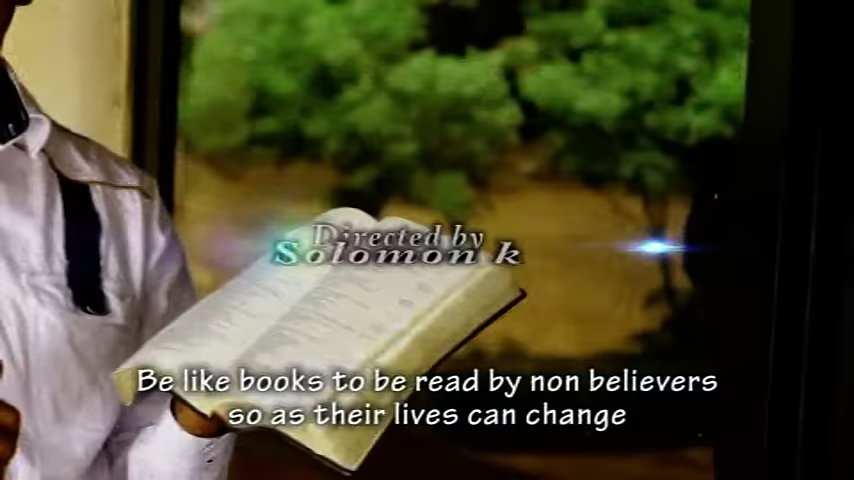 Directed by
Solomon k
Be like books to be read by non believers
so as their lives can change